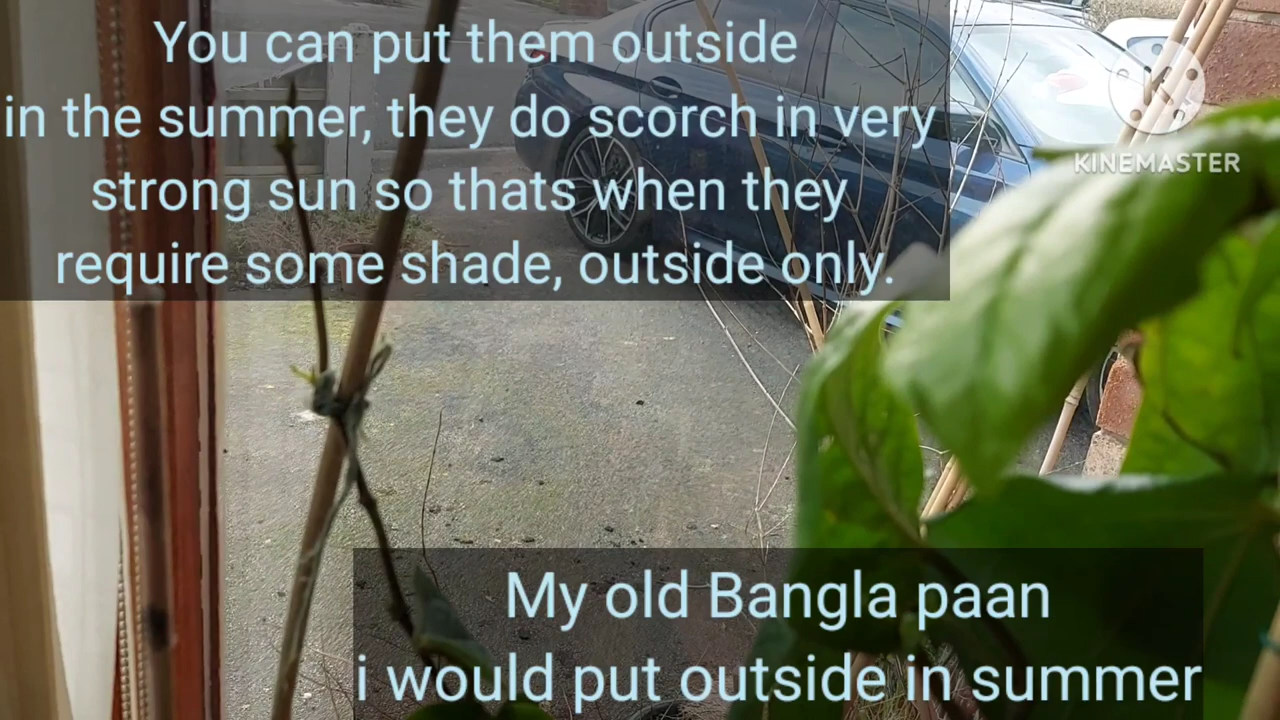 You can put them outside
in the summer, they do scorch in very
strong sun so thats when they
require some shade, outside only.
KINEMASTER
My old Bangla paan
i would put outside in summer